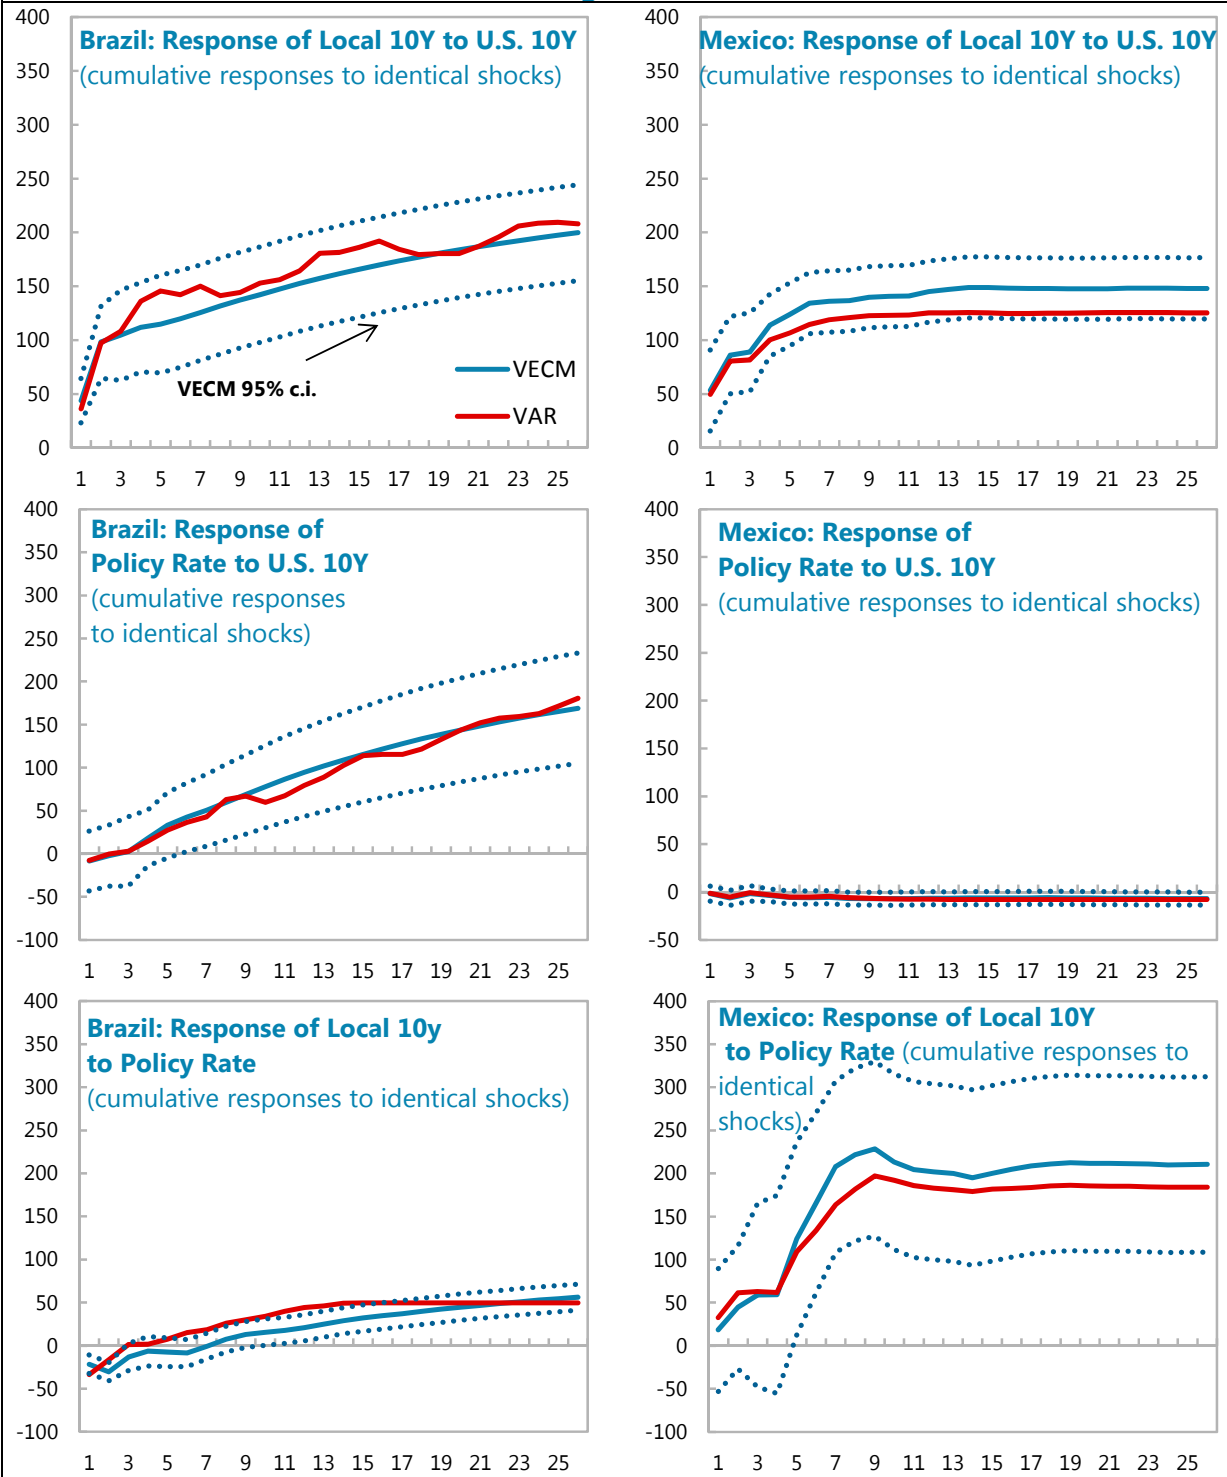 Brazil: Response of Local 10Y to U.S. 10Y
(cumulative responses to identical shocks)
400
350
300
250
200
150
100
50
0
VECM 95% c.i.
VECM
VAR
1 3 5 7 9 11 13 15 17 19 21 23 25
Mexico: Response of Local 10Y to U.S. 10Y
(cumulative responses to identical shocks)
400
350
300
250
200
150
100
50
0
1 3 5 7 9 11 13 15 17 19 21 23 25
Brazil: Response of
Policy Rate to U.S. 10Y
(cumulative responses
to identical shocks)
400
350
300
250
200
150
100
50
0
-50
-100
1 3 5 7 9 11 13 15 17 19 21 23 25
Mexico: Response of
Policy Rate to U.S. 10Y
(cumulative responses to identical shocks)
400
350
300
250
200
150
100
50
0
-50
1 3 5 7 9 11 13 15 17 19 21 23 25
Brazil: Response of Local 10y
to Policy Rate
(cumulative responses to identical shocks)
400
350
300
250
200
150
100
50
0
-50
-100
1 3 5 7 9 11 13 15 17 19 21 23 25
Mexico: Response of Local 10Y
to Policy Rate (cumulative responses to
identical
shocks)
400
350
300
250
200
150
100
50
0
-50
-100
1 3 5 7 9 11 13 15 17 19 21 23 25